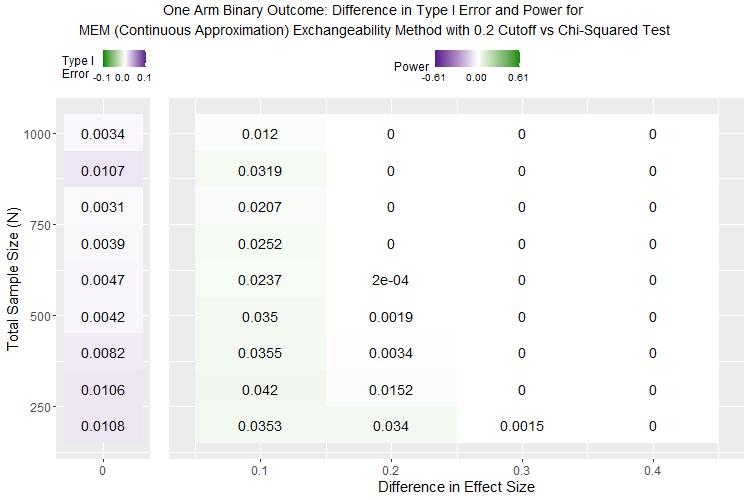 One Arm Binary Outcome: Difference in Type I Error and Power for
MEM (Continuous Approximation) Exchangeability Method with 0.2 Cutoff vs Chi-Squared Test
Type I
Error
-0.1 0.0 0.1
Power
-0.61 0.00 0.61
Total Sample Size (N)
1000 0.0034 0.012 0 0 0
0.0107 0.0319 0 0 0
750 0.0031 0.0207 0 0 0
0.0039 0.0252 0 0 0
0.0047 0.0237 2e-04 0 0
500 0.0042 0.035 0.0019 0 0
0.0082 0.0355 0.0034 0 0
250 0.0106 0.042 0.0152 0 0
0.0108 0.0353 0.034 0.0015 0
0 0.1 0.2 0.3 0.4
Difference in Effect Size